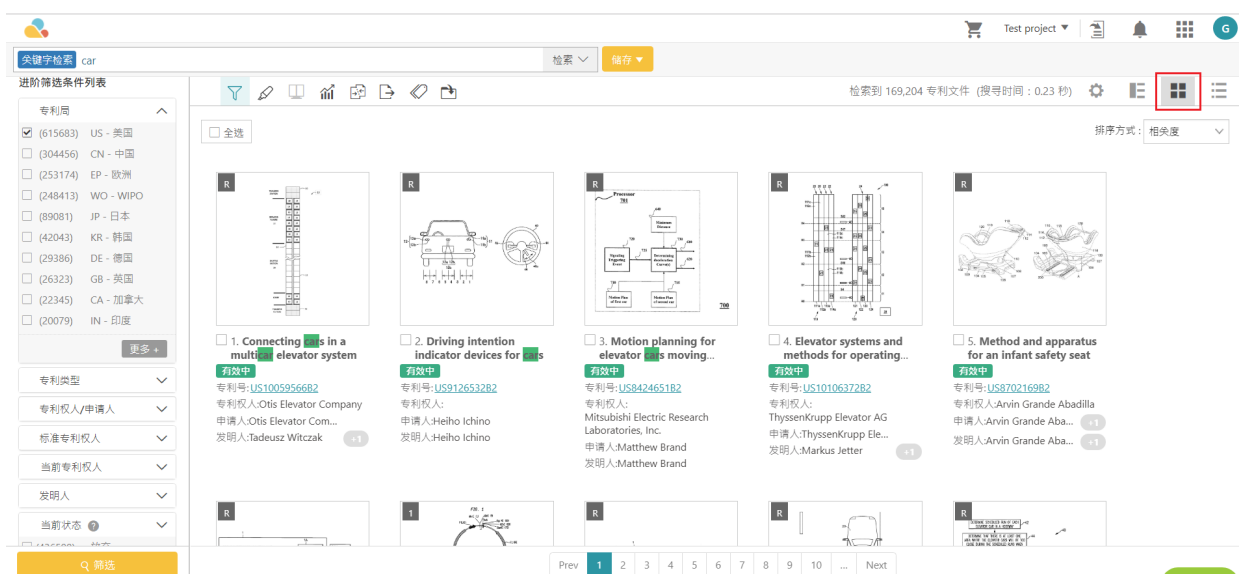 Test project ▼
G
关键字检索 car
检索
储存 ▼
进阶筛选条件列表
检索到 169,204 专利文件 (搜寻时间：0.23 秒)
专利局
(615683) US - 美国
(304456) CN - 中国
(253174) EP - 欧洲
(248413) WO - WIPO
(89081) JP - 日本
(42043) KR - 韩国
(29386) DE - 德国
(26323) GB - 英国
(22345) CA - 加拿大
(20079) IN - 印度
更多 +
专利类型
专利权人/申请人
标准专利权人
当前专利权人
发明人
当前状态 ?
筛选
全选
排序方式： 相关度
R
1. Connecting cars in a
multicar elevator system
有效中
专利号:US10059566B2
专利权人:Otis Elevator Company
申请人:Otis Elevator Com...
发明人:Tadeusz Witczak +1
R
2. Driving intention
indicator devices for cars
有效中
专利号:US9126532B2
专利权人:
申请人:Heiho Ichino
发明人:Heiho Ichino
R
Processor
701
700
3. Motion planning for
elevator cars moving...
有效中
专利号:US8424651B2
专利权人:
Mitsubishi Electric Research
Laboratories, Inc.
申请人:Matthew Brand
发明人:Matthew Brand
R
4. Elevator systems and
methods for operating...
有效中
专利号:US10106372B2
专利权人:
ThyssenKrupp Elevator AG
申请人:ThyssenKrupp Ele...
发明人:Markus Jetter +1
R
5. Method and apparatus
for an infant safety seat
有效中
专利号:US8702169B2
专利权人:Arvin Grande Abadilla
申请人:Arvin Grande Aba... +1
发明人:Arvin Grande Aba... +1
R
1
FIG. 1
R
R
R
Prev 1 2 3 4 5 6 7 8 9 10 ... Next